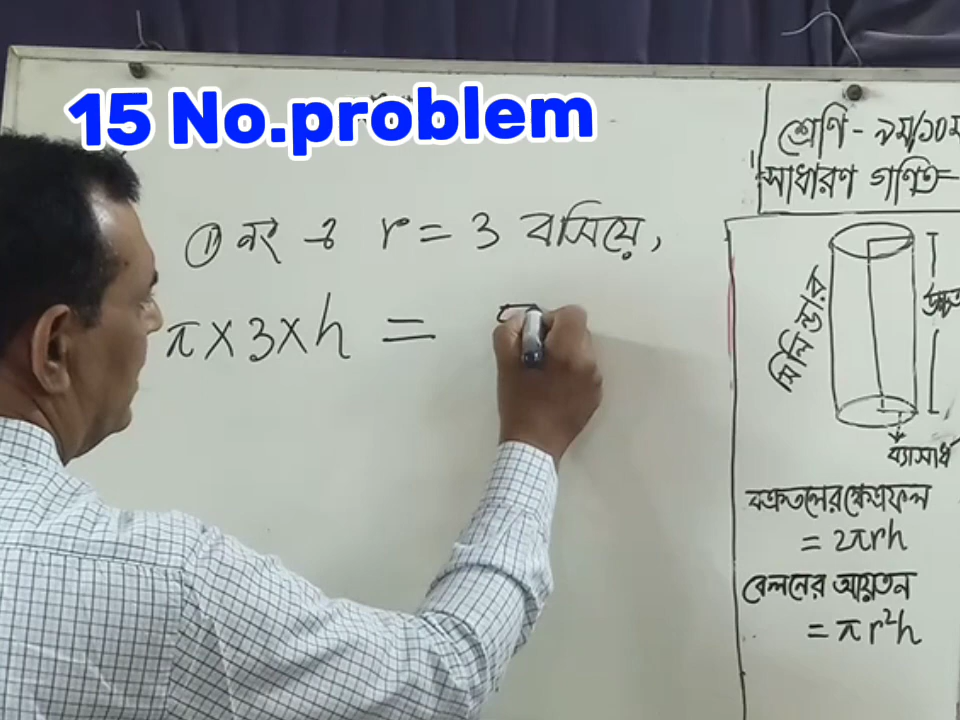 15 No.problem
শ্রেণি - ৯ম/১০ম
সাধারণ গণিত=
① নং → r = 3 বসিয়ে,
π×3×h =
সিলিন্ডার
ব্যাসার্ধ
বক্রতলের ক্ষেত্রফল
= 2πrh
বেলনের আয়তন
= πr²h